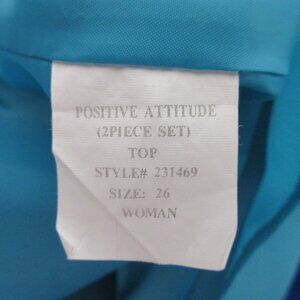 POSITIVE ATTITUDE
(2PIECE SET)
TOP
STYLE# 231469
SIZE: 26
WOMAN